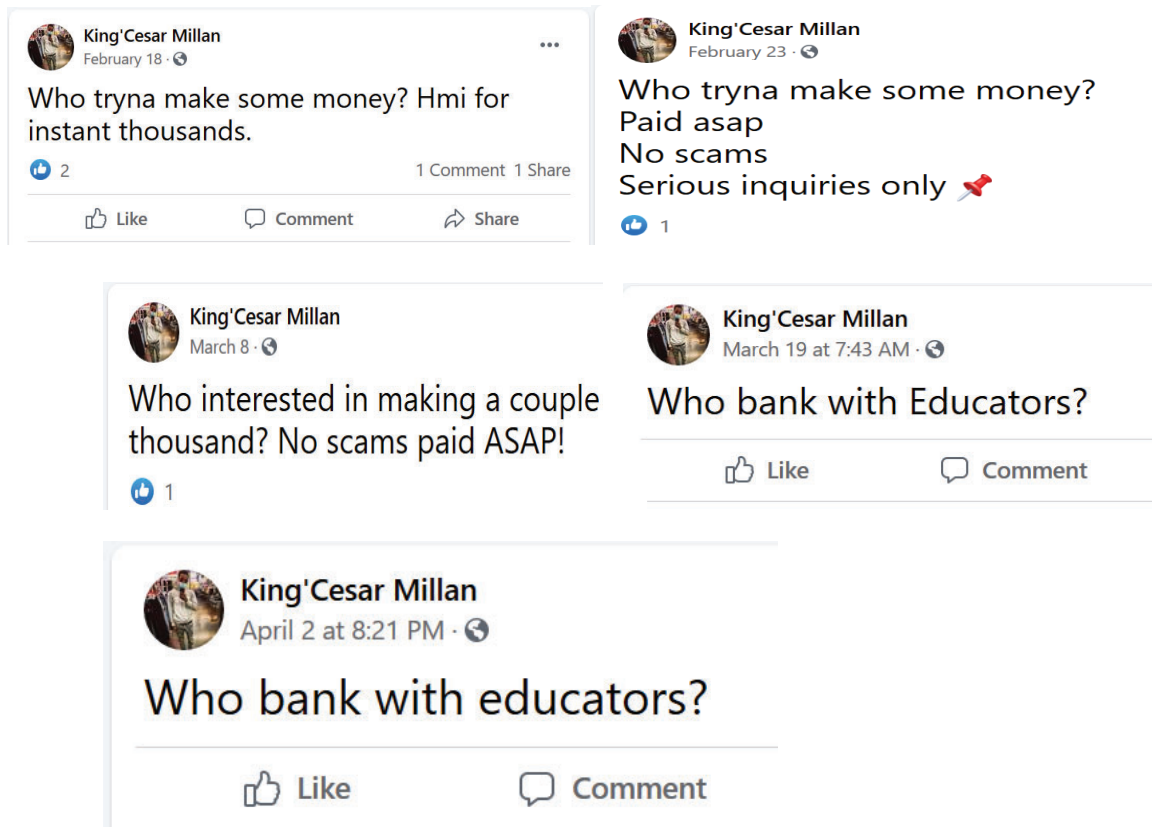 King'Cesar Millan
February 18 ·
Who tryna make some money? Hmi for
instant thousands.
2
1 Comment 1 Share
Like Comment Share
King'Cesar Millan
February 23 ·
Who tryna make some money?
Paid asap
No scams
Serious inquiries only 📌
1
King'Cesar Millan
March 8 ·
Who interested in making a couple
thousand? No scams paid ASAP!
1
King'Cesar Millan
March 19 at 7:43 AM ·
Who bank with Educators?
Like Comment
King'Cesar Millan
April 2 at 8:21 PM ·
Who bank with educators?
Like Comment